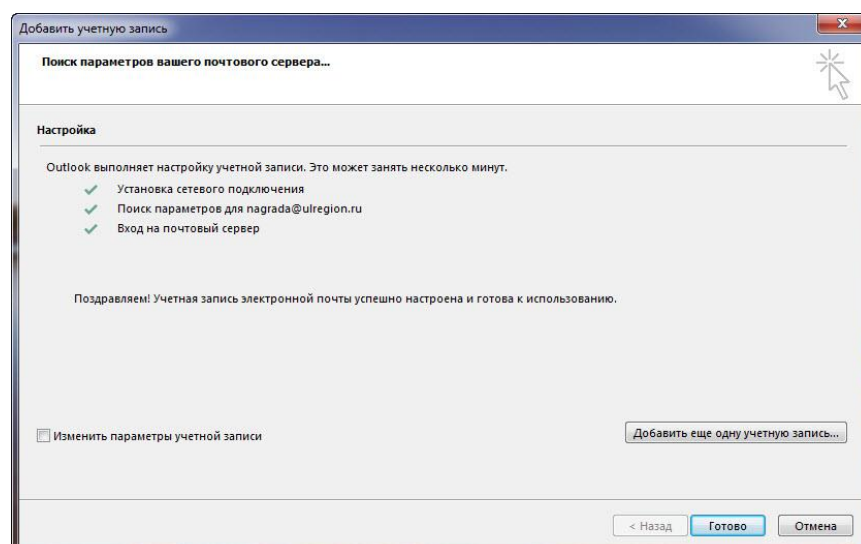 Добавить учетную запись
Поиск параметров вашего почтового сервера...
Настройка
Outlook выполняет настройку учетной записи. Это может занять несколько минут.
Установка сетевого подключения
Поиск параметров для nagrada@ulregion.ru
Вход на почтовый сервер
Поздравляем! Учетная запись электронной почты успешно настроена и готова к использованию.
Изменить параметры учетной записи
Добавить еще одну учетную запись...
< Назад Готово Отмена